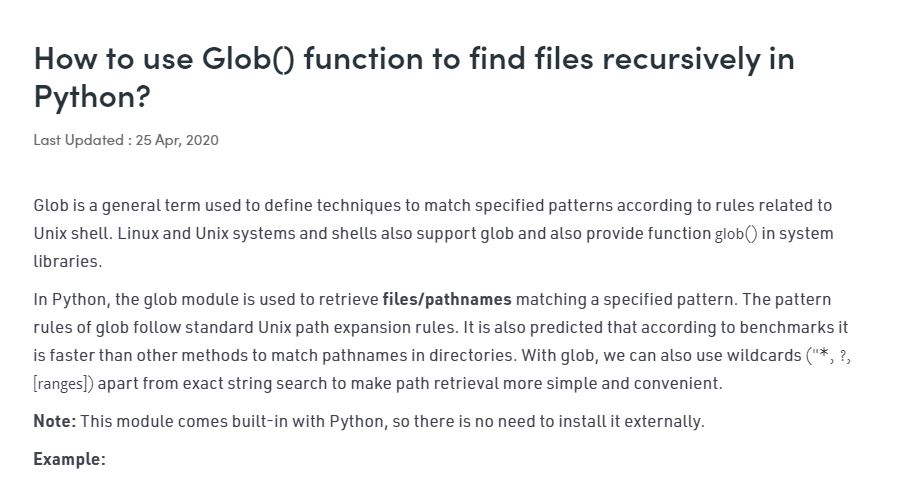 How to use Glob() function to find files recursively in
Python?
Last Updated : 25 Apr, 2020
Glob is a general term used to define techniques to match specified patterns according to rules related to
Unix shell. Linux and Unix systems and shells also support glob and also provide function glob() in system
libraries.
In Python, the glob module is used to retrieve files/pathnames matching a specified pattern. The pattern
rules of glob follow standard Unix path expansion rules. It is also predicted that according to benchmarks it
is faster than other methods to match pathnames in directories. With glob, we can also use wildcards ("*, ?,
[ranges]) apart from exact string search to make path retrieval more simple and convenient.
Note: This module comes built-in with Python, so there is no need to install it externally.
Example: